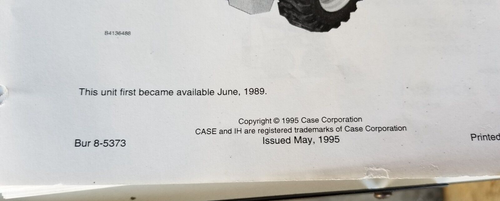 B4136486
This unit first became available June, 1989.
Copyright © 1995 Case Corporation
CASE and IH are registered trademarks of Case Corporation
Bur 8-5373
Issued May, 1995
Printed